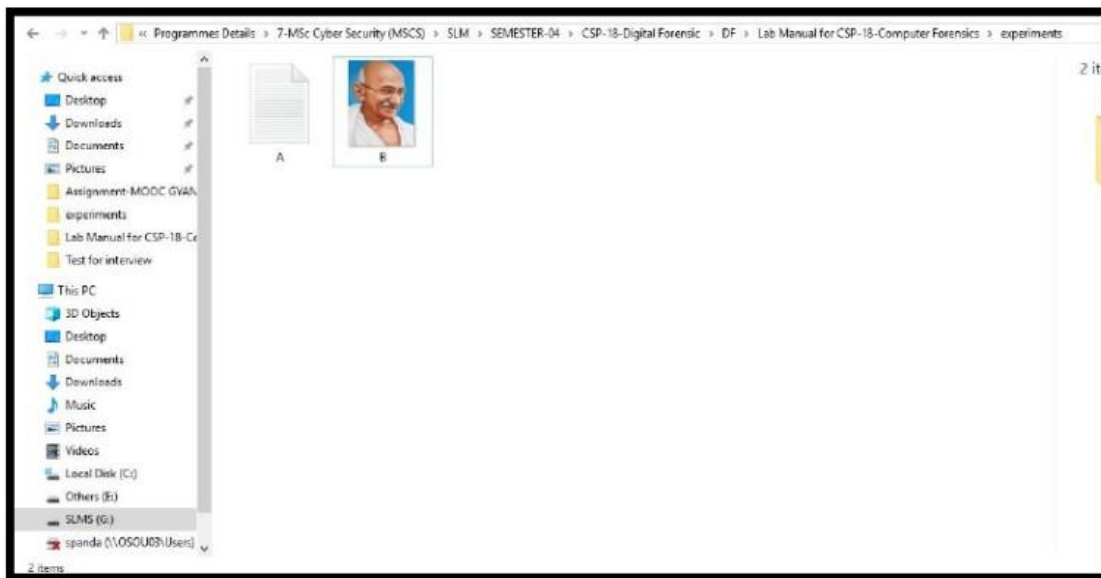 « Programmes Details > 7-MSc Cyber Security (MSCS) > SLM > SEMESTER-04 > CSP-18-Digital Forensic > DF > Lab Manual for CSP-18-Computer Forensics > experiments
Quick access
Desktop
Downloads
Documents
Pictures
Assignment-MOOC GYAN
experiments
Lab Manual for CSP-18-Co
Test for interview
This PC
3D Objects
Desktop
Documents
Downloads
Music
Pictures
Videos
Local Disk (C:)
Others (E:)
SLMS (G:)
spanda (\\OSOU03\Users)
2 items
A
B
2 it